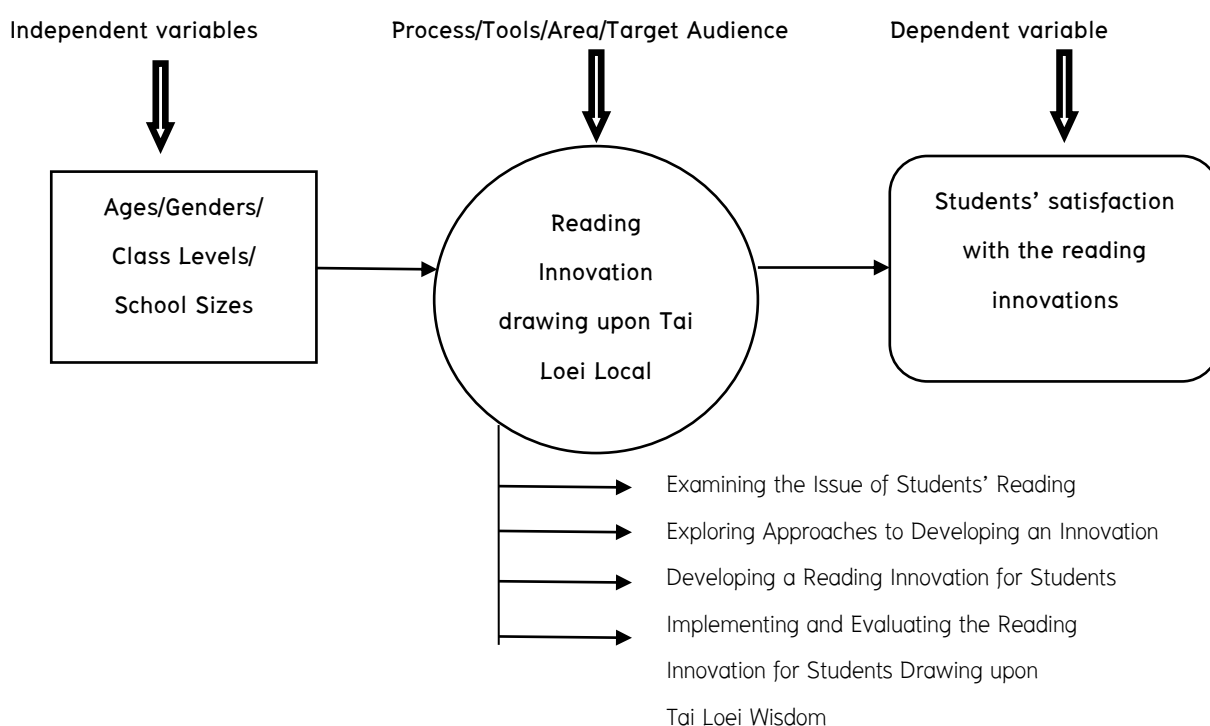 Independent variables
Process/Tools/Area/Target Audience
Dependent variable
Ages/Genders/
Class Levels/
School Sizes
Reading
Innovation
drawing upon Tai
Loei Local
Students’ satisfaction
with the reading
innovations
Examining the Issue of Students’ Reading
Exploring Approaches to Developing an Innovation
Developing a Reading Innovation for Students
Implementing and Evaluating the Reading
Innovation for Students Drawing upon
Tai Loei Wisdom